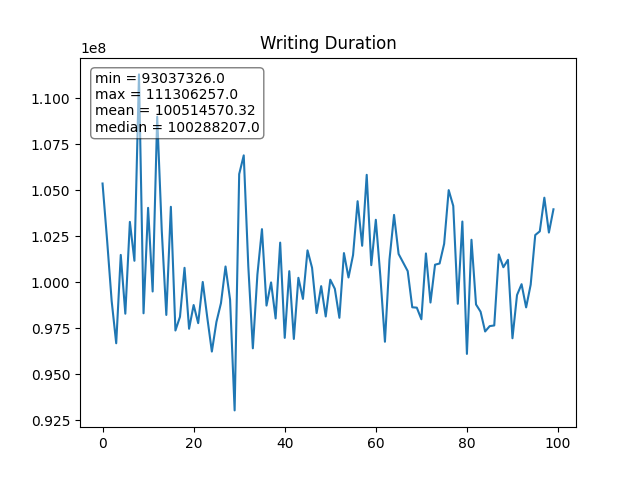 Writing Duration
1e8
min = 93037326.0
max = 111306257.0
mean = 100514570.32
median = 100288207.0
1.100
1.075
1.050
1.025
1.000
0.975
0.950
0.925
0 20 40 60 80 100